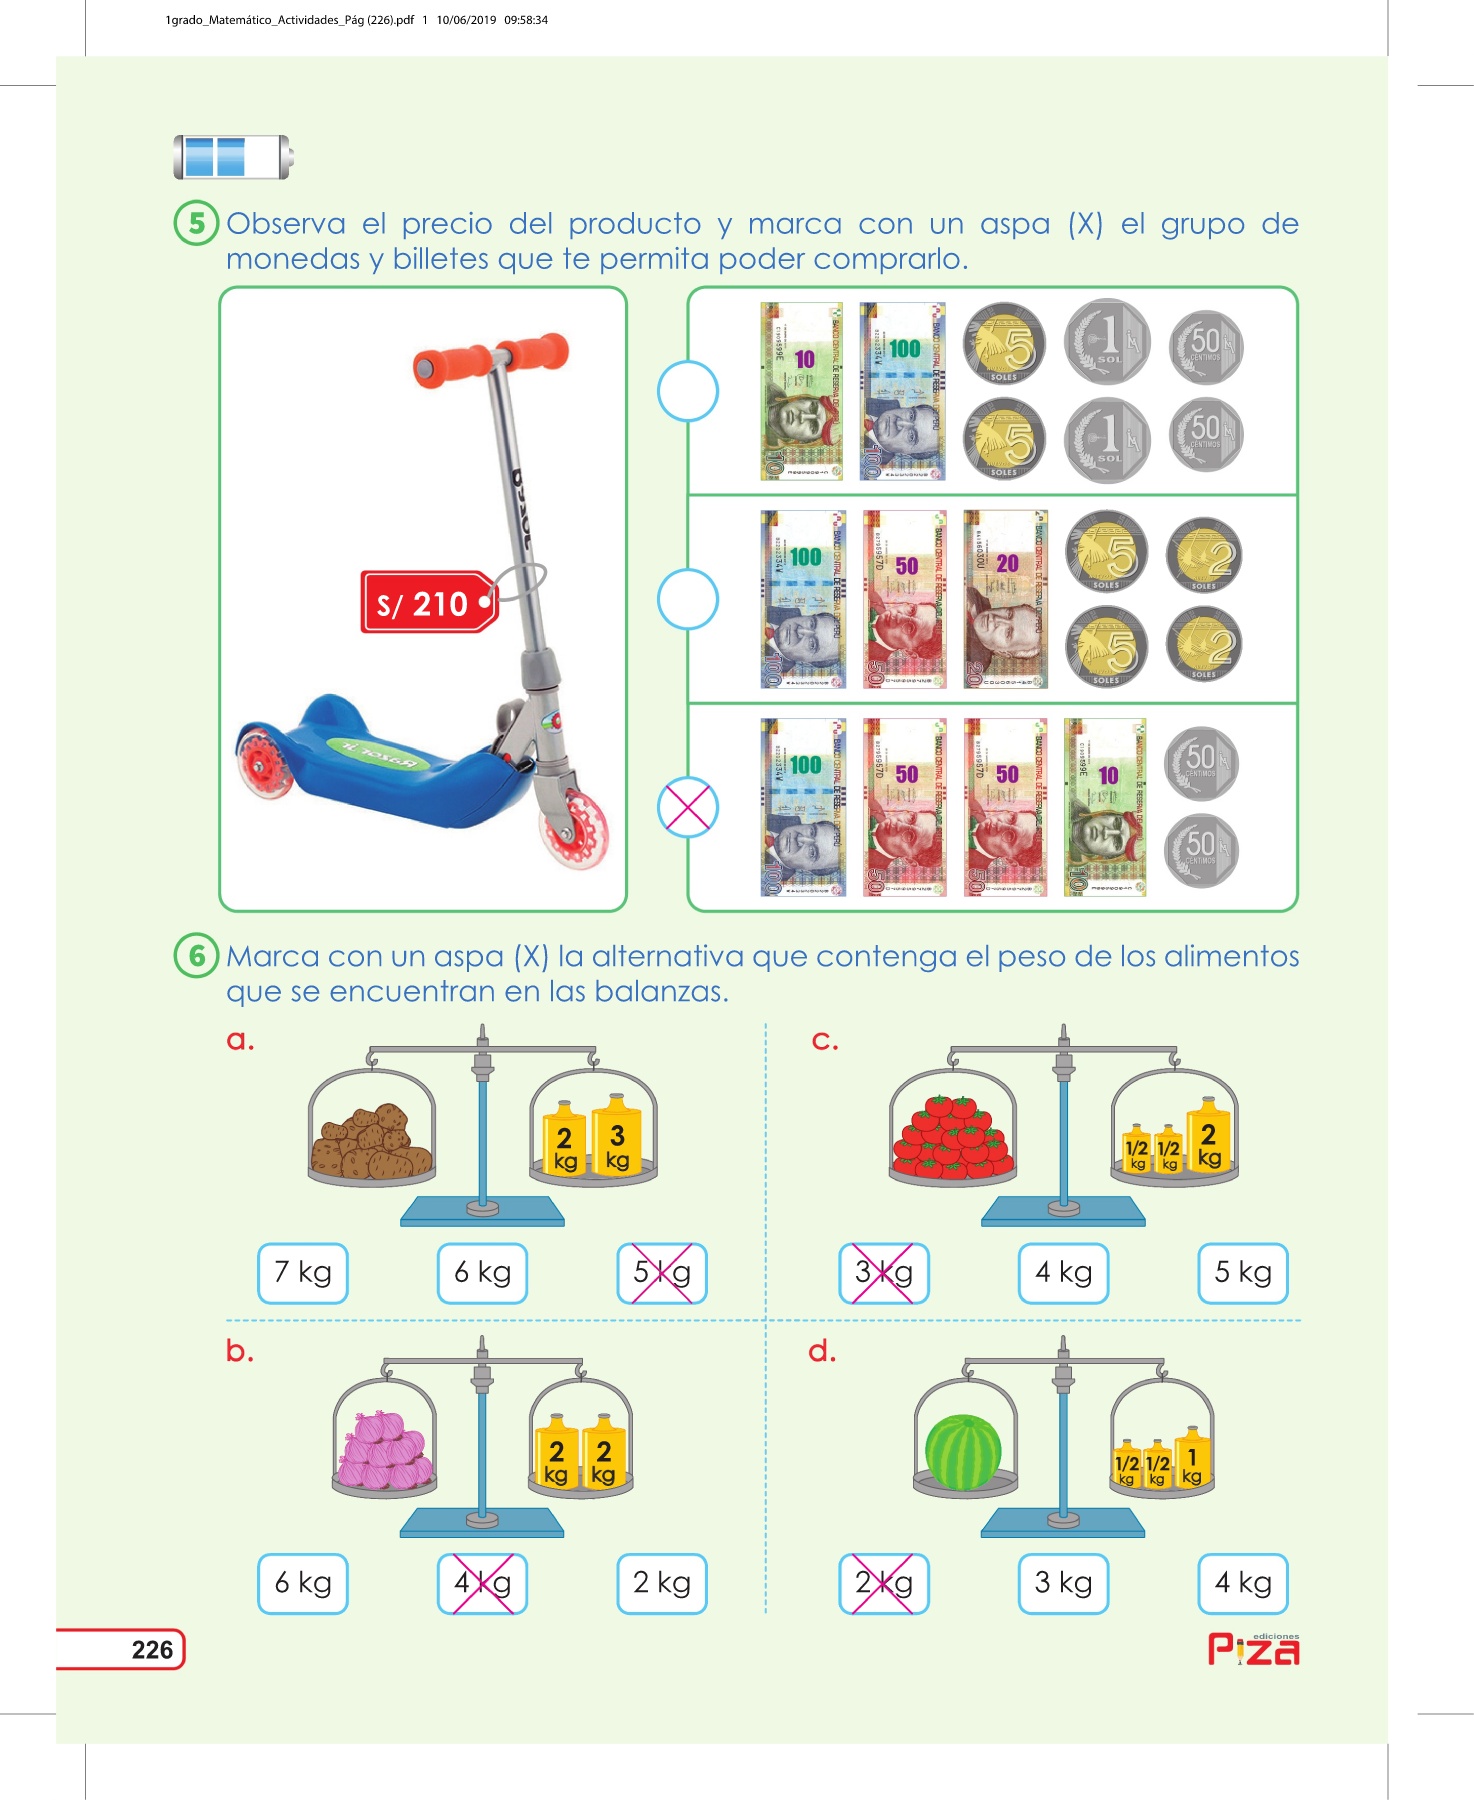 1grado_Matemático_Actividades_Pág (226).pdf 1 10/06/2019 09:58:34
5 Observa el precio del producto y marca con un aspa (X) el grupo de
monedas y billetes que te permita poder comprarlo.
S/ 210
10 100 5 SOLES 1 SOL 50 CÉNTIMOS
5 SOLES 1 SOL 50 CÉNTIMOS
100 50 20 5 SOLES 2 SOLES
5 SOLES 2 SOLES
100 50 50 10 50 CÉNTIMOS
50 CÉNTIMOS
6 Marca con un aspa (X) la alternativa que contenga el peso de los alimentos
que se encuentran en las balanzas.
a.
2 kg 3 kg
7 kg 6 kg 5 kg
c.
1/2 kg 1/2 kg 2 kg
3 kg 4 kg 5 kg
b.
2 kg 2 kg
6 kg 4 kg 2 kg
d.
1/2 kg 1/2 kg 1 kg
2 kg 3 kg 4 kg
226
ediciones
Piza